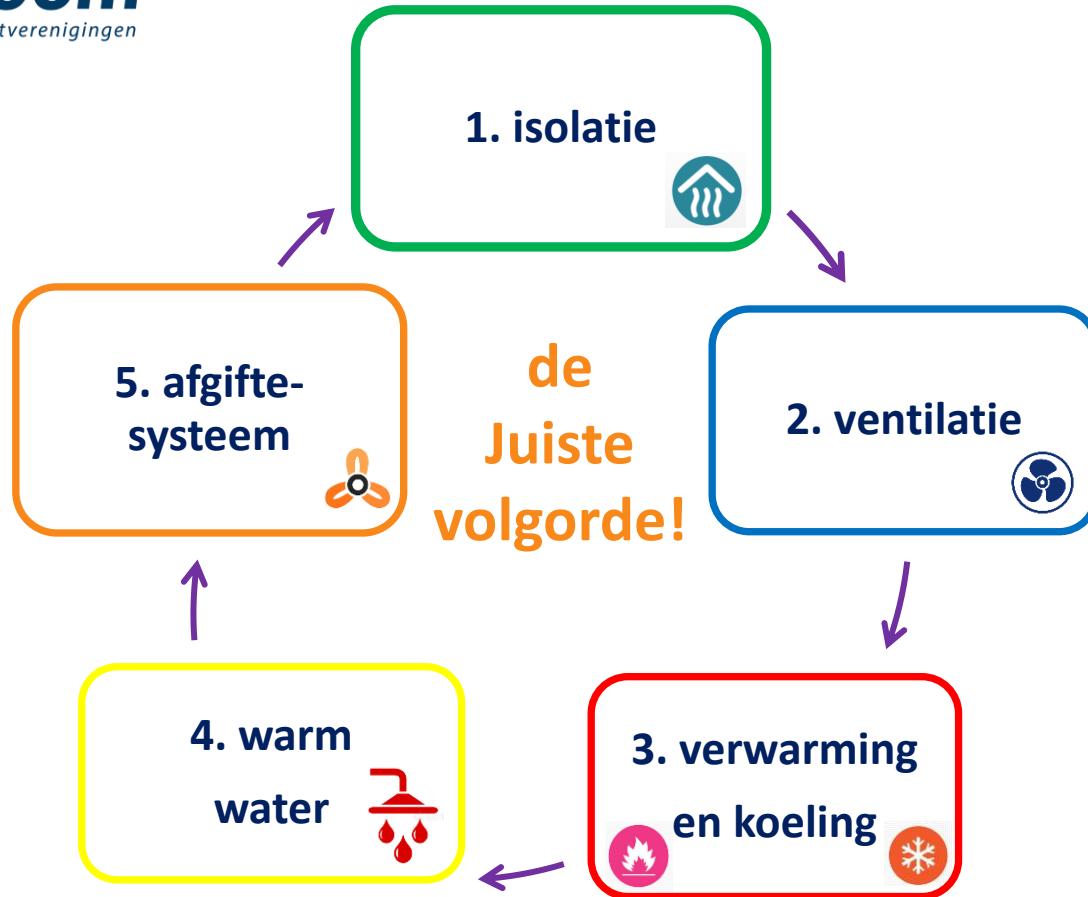 tverenigingen
1. isolatie
2. ventilatie
3. verwarming
en koeling
4. warm
water
5. afgifte-
systeem
de
Juiste
volgorde!